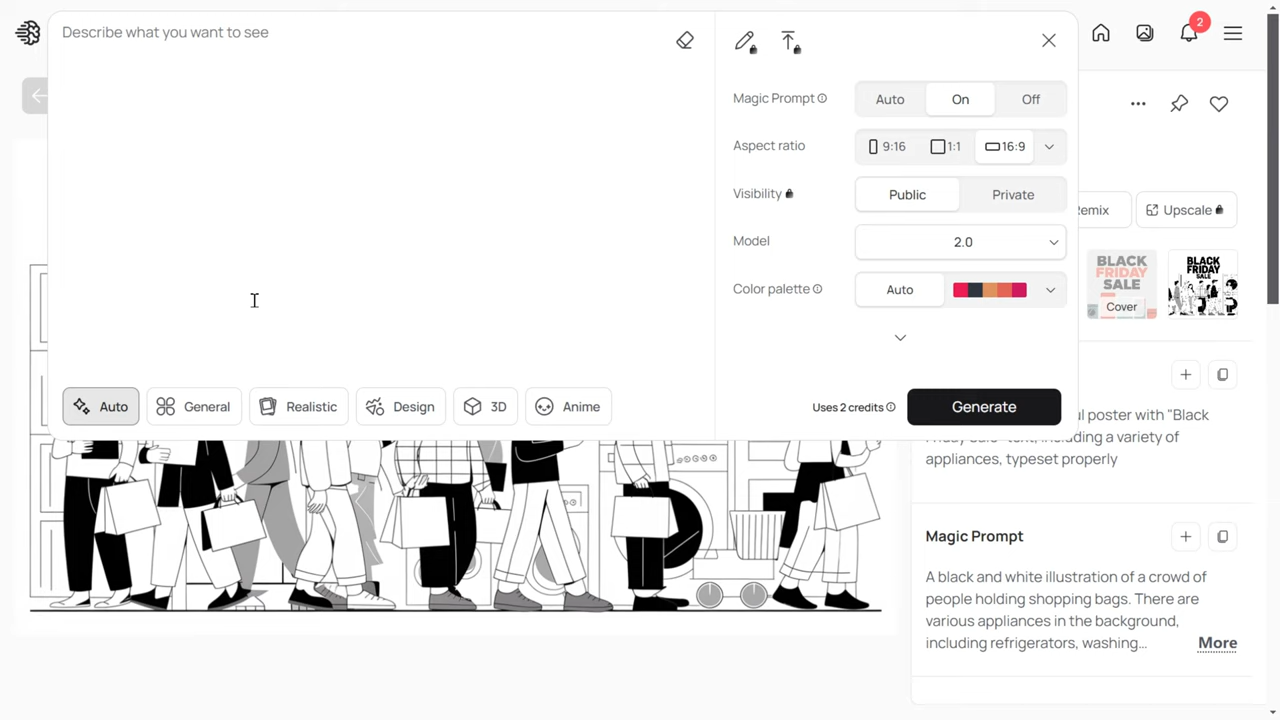 Describe what you want to see
2
Magic Prompt
Auto
On
Off
Aspect ratio
9:16
1:1
16:9
Visibility
Public
Private
Remix
Upscale
Model
2.0
BLACK
FRIDAY
SALE
Cover
BLACK
FRIDAY
SALE
Color palette
Auto
Auto
General
Realistic
Design
3D
Anime
Uses 2 credits
Generate
poster with "Black
Friday Sale" text, including a variety of
appliances, typeset properly
Magic Prompt
A black and white illustration of a crowd of
people holding shopping bags. There are
various appliances in the background,
including refrigerators, washing...
More